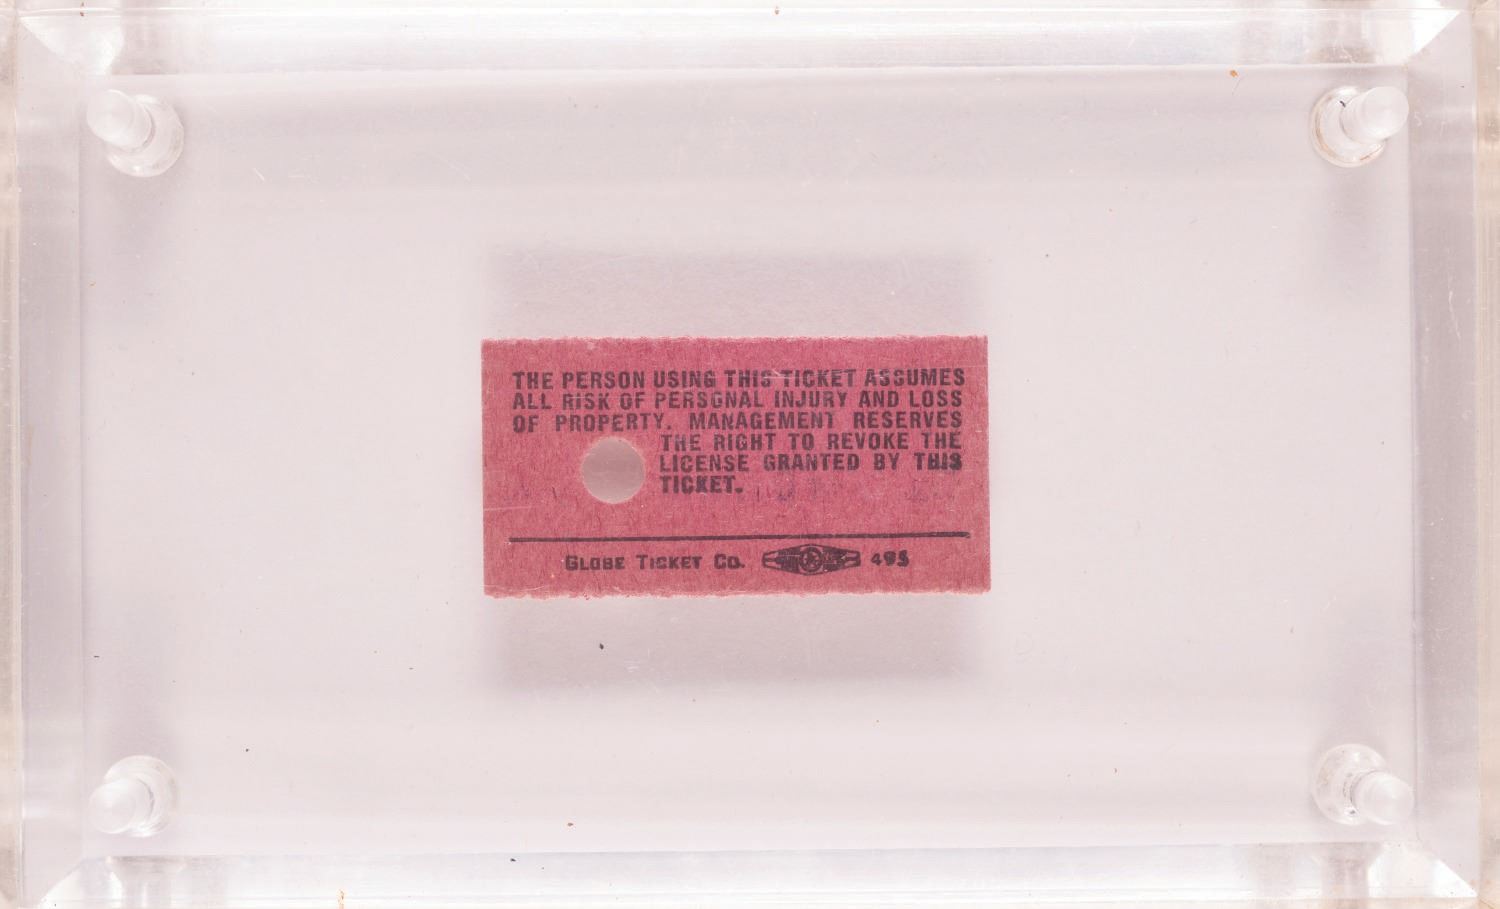 THE PERSON USING THIS TICKET ASSUMES
ALL RISK OF PERSONAL INJURY AND LOSS
OF PROPERTY. MANAGEMENT RESERVES
THE RIGHT TO REVOKE THE
LICENSE GRANTED BY THIS
TICKET.
GLOBE TICKET CO. 495